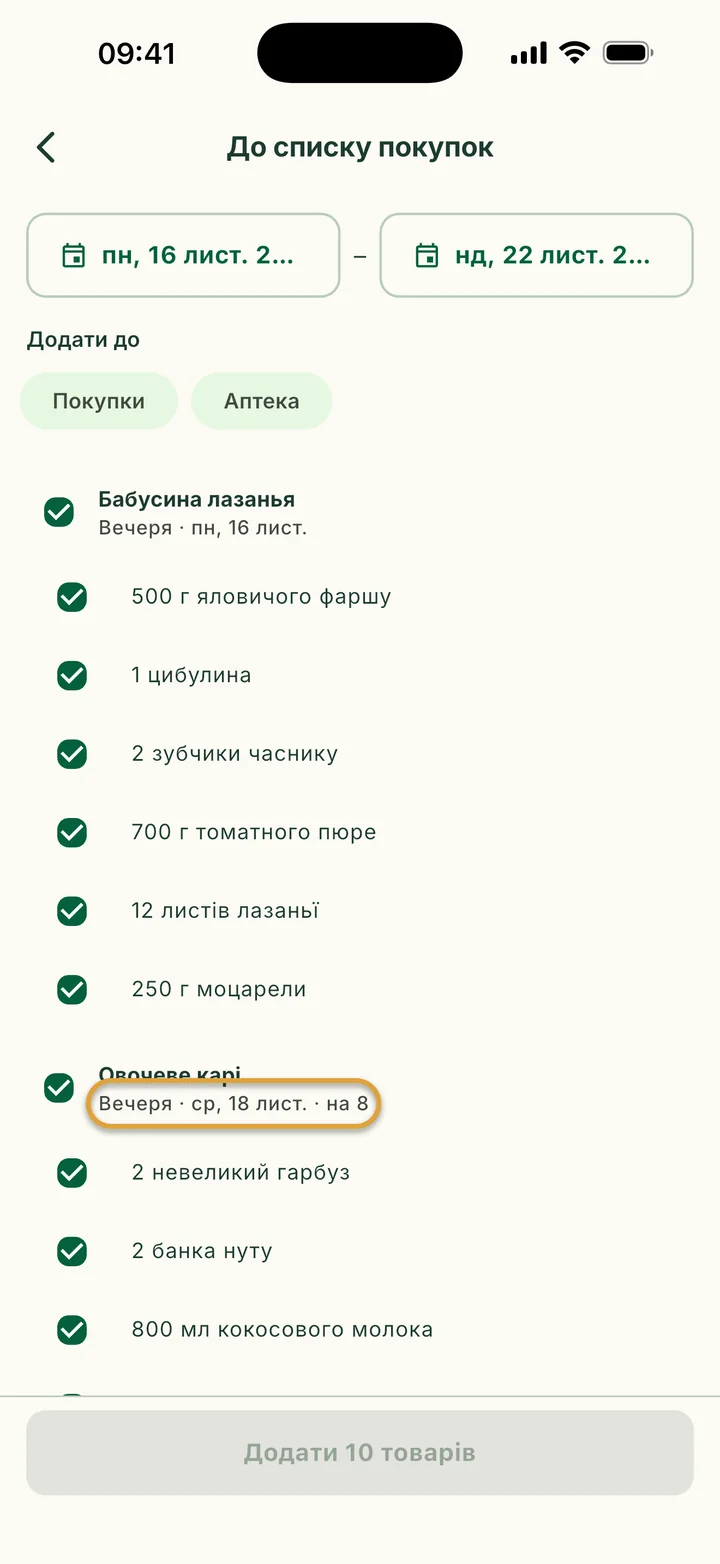 09:41
До списку покупок
пн, 16 лист. 2...
–
нд, 22 лист. 2...
Додати до
Покупки
Аптека
Бабусина лазанья
Вечеря · пн, 16 лист.
500 г яловичого фаршу
1 цибулина
2 зубчики часнику
700 г томатного пюре
12 листів лазаньї
250 г моцарели
Овочеве карі
Вечеря · ср, 18 лист. · на 8
2 невеликий гарбуз
2 банка нуту
800 мл кокосового молока
Додати 10 товарів